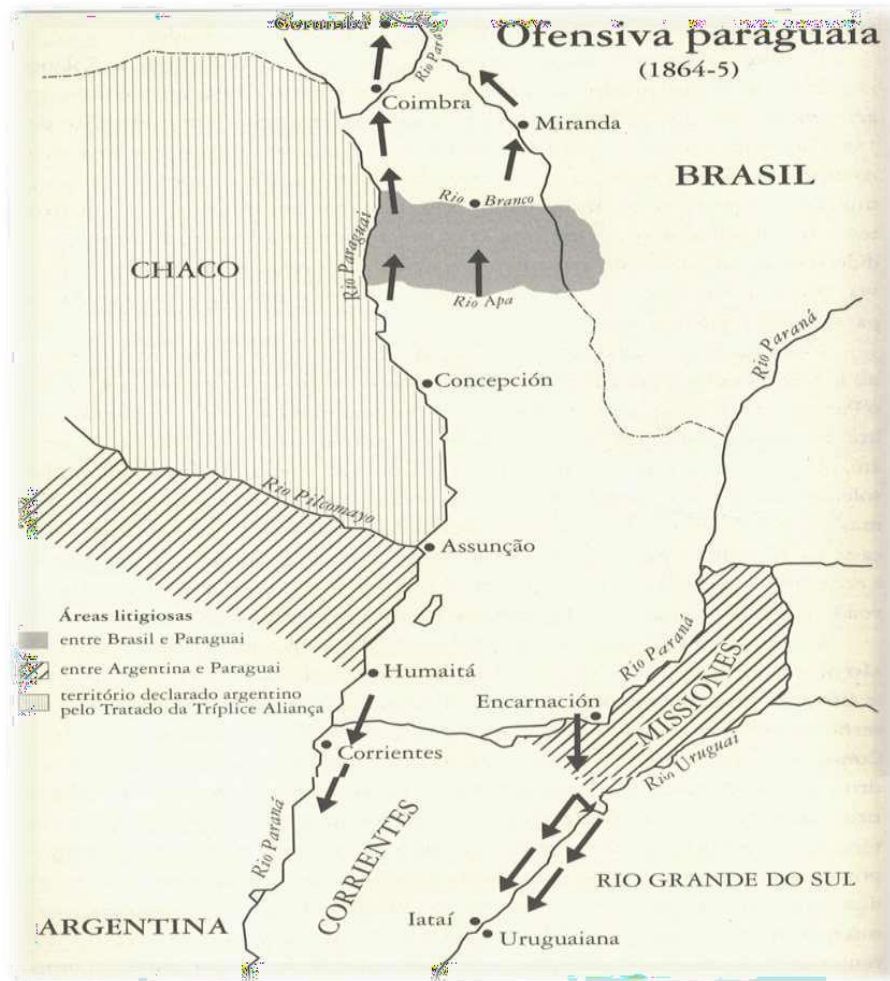 Ofensiva paraguaia
(1864-5)
Rio
Coimbra
Miranda
BRASIL
Rio Branco
CHACO
Rio Paraguai
Rio Apa
Rio Paraná
Concepción
Rio Pilcomayo
Assunção
Áreas litigiosas
entre Brasil e Paraguai
entre Argentina e Paraguai
território declarado argentino
pelo Tratado da Tríplice Aliança
Humaitá
Rio Paraná
Encarnación
MISSIONES
Rio Uruguai
Corrientes
Rio Paraná
CORRIENTES
RIO GRANDE DO SUL
ARGENTINA
Iataí
Uruguaiana